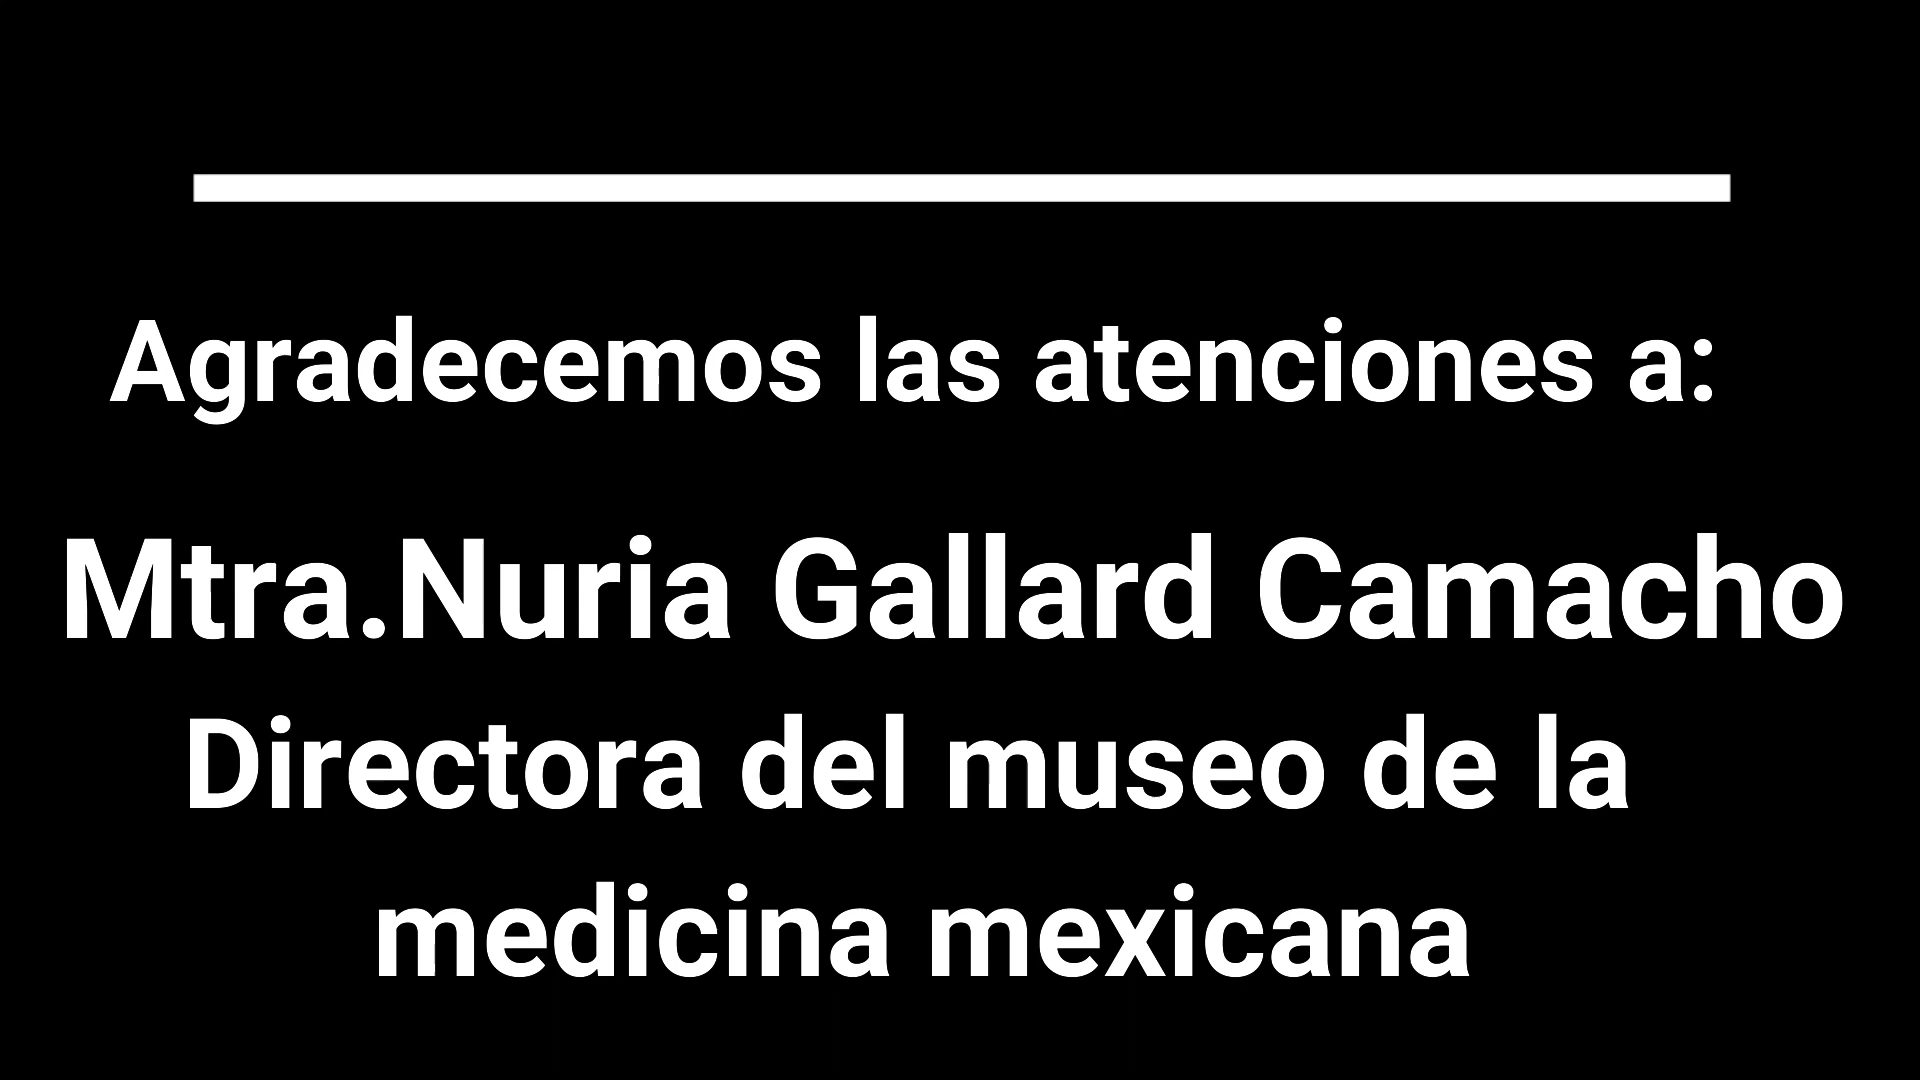 Agradecemos las atenciones a:
Mtra.Nuria Gallard Camacho
Directora del museo de la
medicina mexicana